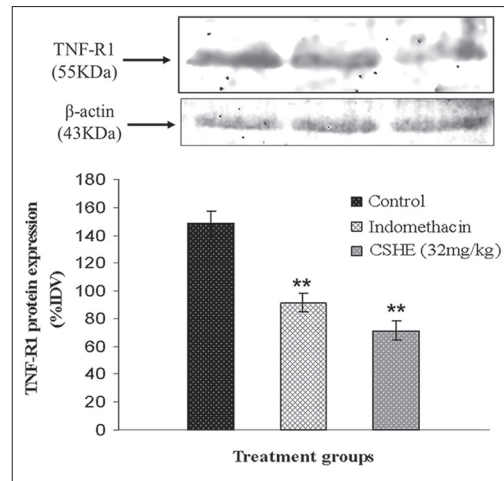 TNF-R1
(55KDa)
β-actin
(43KDa)
TNF-R1 protein expression
(%IDV)
180
160
140
120
100
80
60
40
20
0
Control
Indomethacin
CSHE (32mg/kg)
**
**
Treatment groups